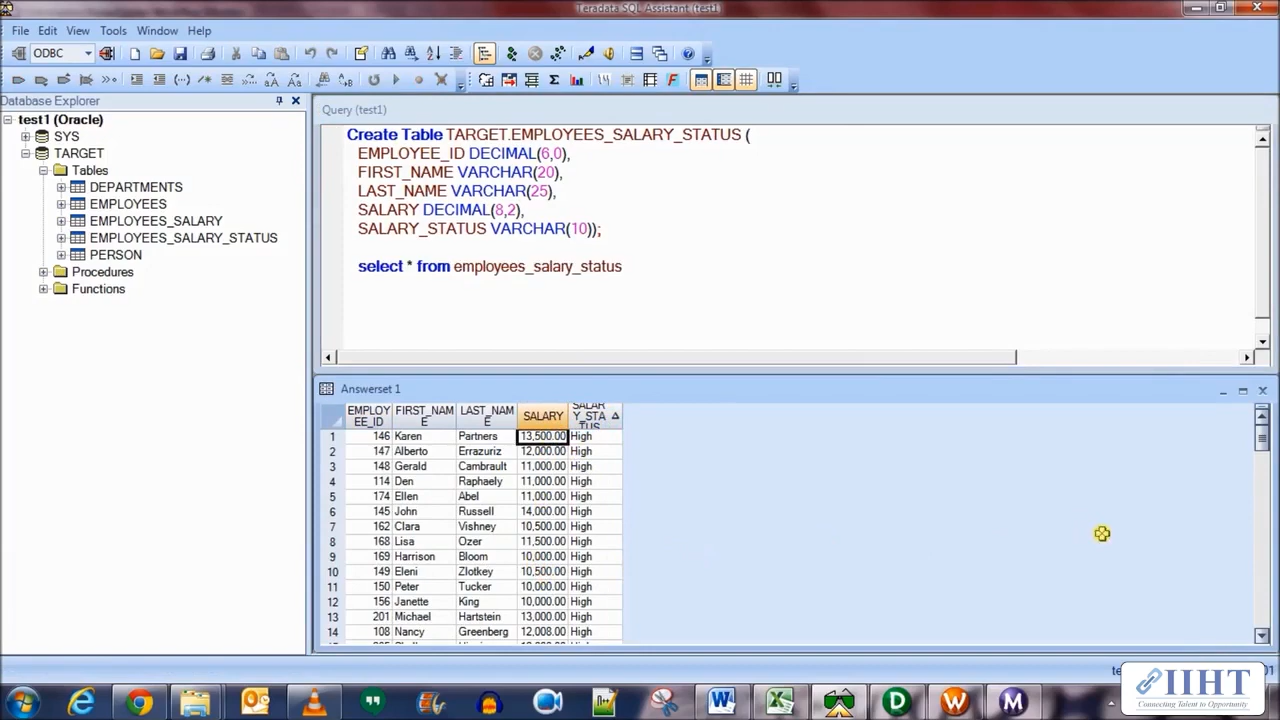 Teradata SQL Assistant (test1)
File Edit View Tools Window Help
ODBC
Database Explorer
test1 (Oracle)
SYS
TARGET
Tables
DEPARTMENTS
EMPLOYEES
EMPLOYEES_SALARY
EMPLOYEES_SALARY_STATUS
PERSON
Procedures
Functions
Query (test1)
Create Table TARGET.EMPLOYEES_SALARY_STATUS (
EMPLOYEE_ID DECIMAL(6,0),
FIRST_NAME VARCHAR(20),
LAST_NAME VARCHAR(25),
SALARY DECIMAL(8,2),
SALARY_STATUS VARCHAR(10));
select * from employees_salary_status
Answerset 1
EMPLOY FIRST_NAM LAST_NAM SALARY SALAR
EE_ID E E Y_STA
TUS
1 146 Karen Partners 13,500.00 High
2 147 Alberto Errazuriz 12,000.00 High
3 148 Gerald Cambrault 11,000.00 High
4 114 Den Raphaely 11,000.00 High
5 174 Ellen Abel 11,000.00 High
6 145 John Russell 14,000.00 High
7 162 Clara Vishney 10,500.00 High
8 168 Lisa Ozer 11,500.00 High
9 169 Harrison Bloom 10,000.00 High
10 149 Eleni Zlotkey 10,500.00 High
11 150 Peter Tucker 10,000.00 High
12 156 Janette King 10,000.00 High
13 201 Michael Hartstein 13,000.00 High
14 108 Nancy Greenberg 12,008.00 High
IIHT
Connecting Talent to Opportunity